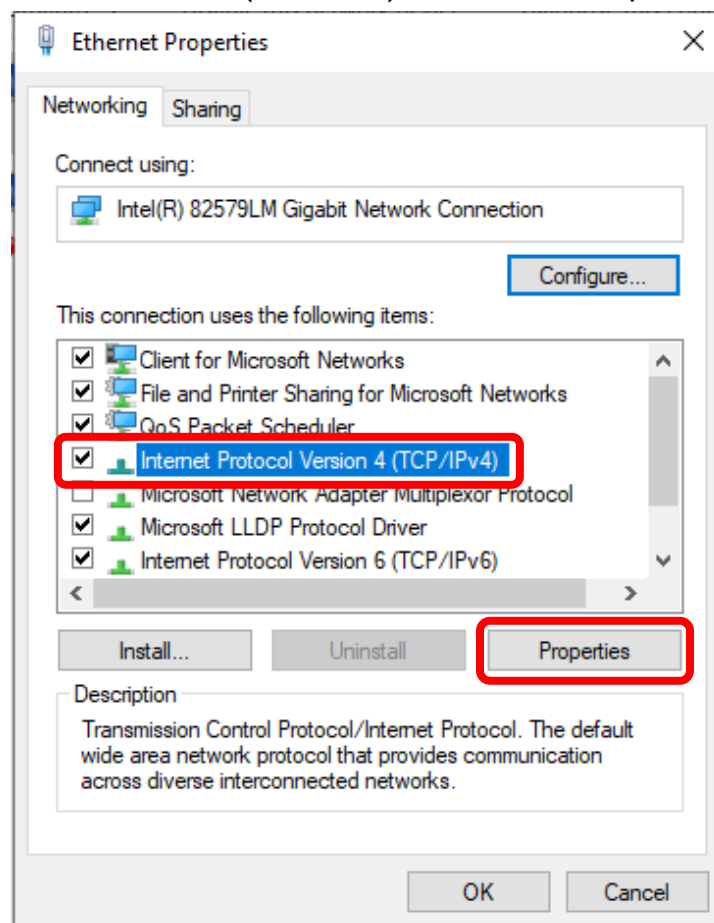 Ethernet Properties
Networking Sharing
Connect using:
Intel(R) 82579LM Gigabit Network Connection
Configure...
This connection uses the following items:
Client for Microsoft Networks
File and Printer Sharing for Microsoft Networks
QoS Packet Scheduler
Internet Protocol Version 4 (TCP/IPv4)
Microsoft Network Adapter Multiplexor Protocol
Microsoft LLDP Protocol Driver
Internet Protocol Version 6 (TCP/IPv6)
Install... Uninstall Properties
Description
Transmission Control Protocol/Internet Protocol. The default
wide area network protocol that provides communication
across diverse interconnected networks.
OK Cancel